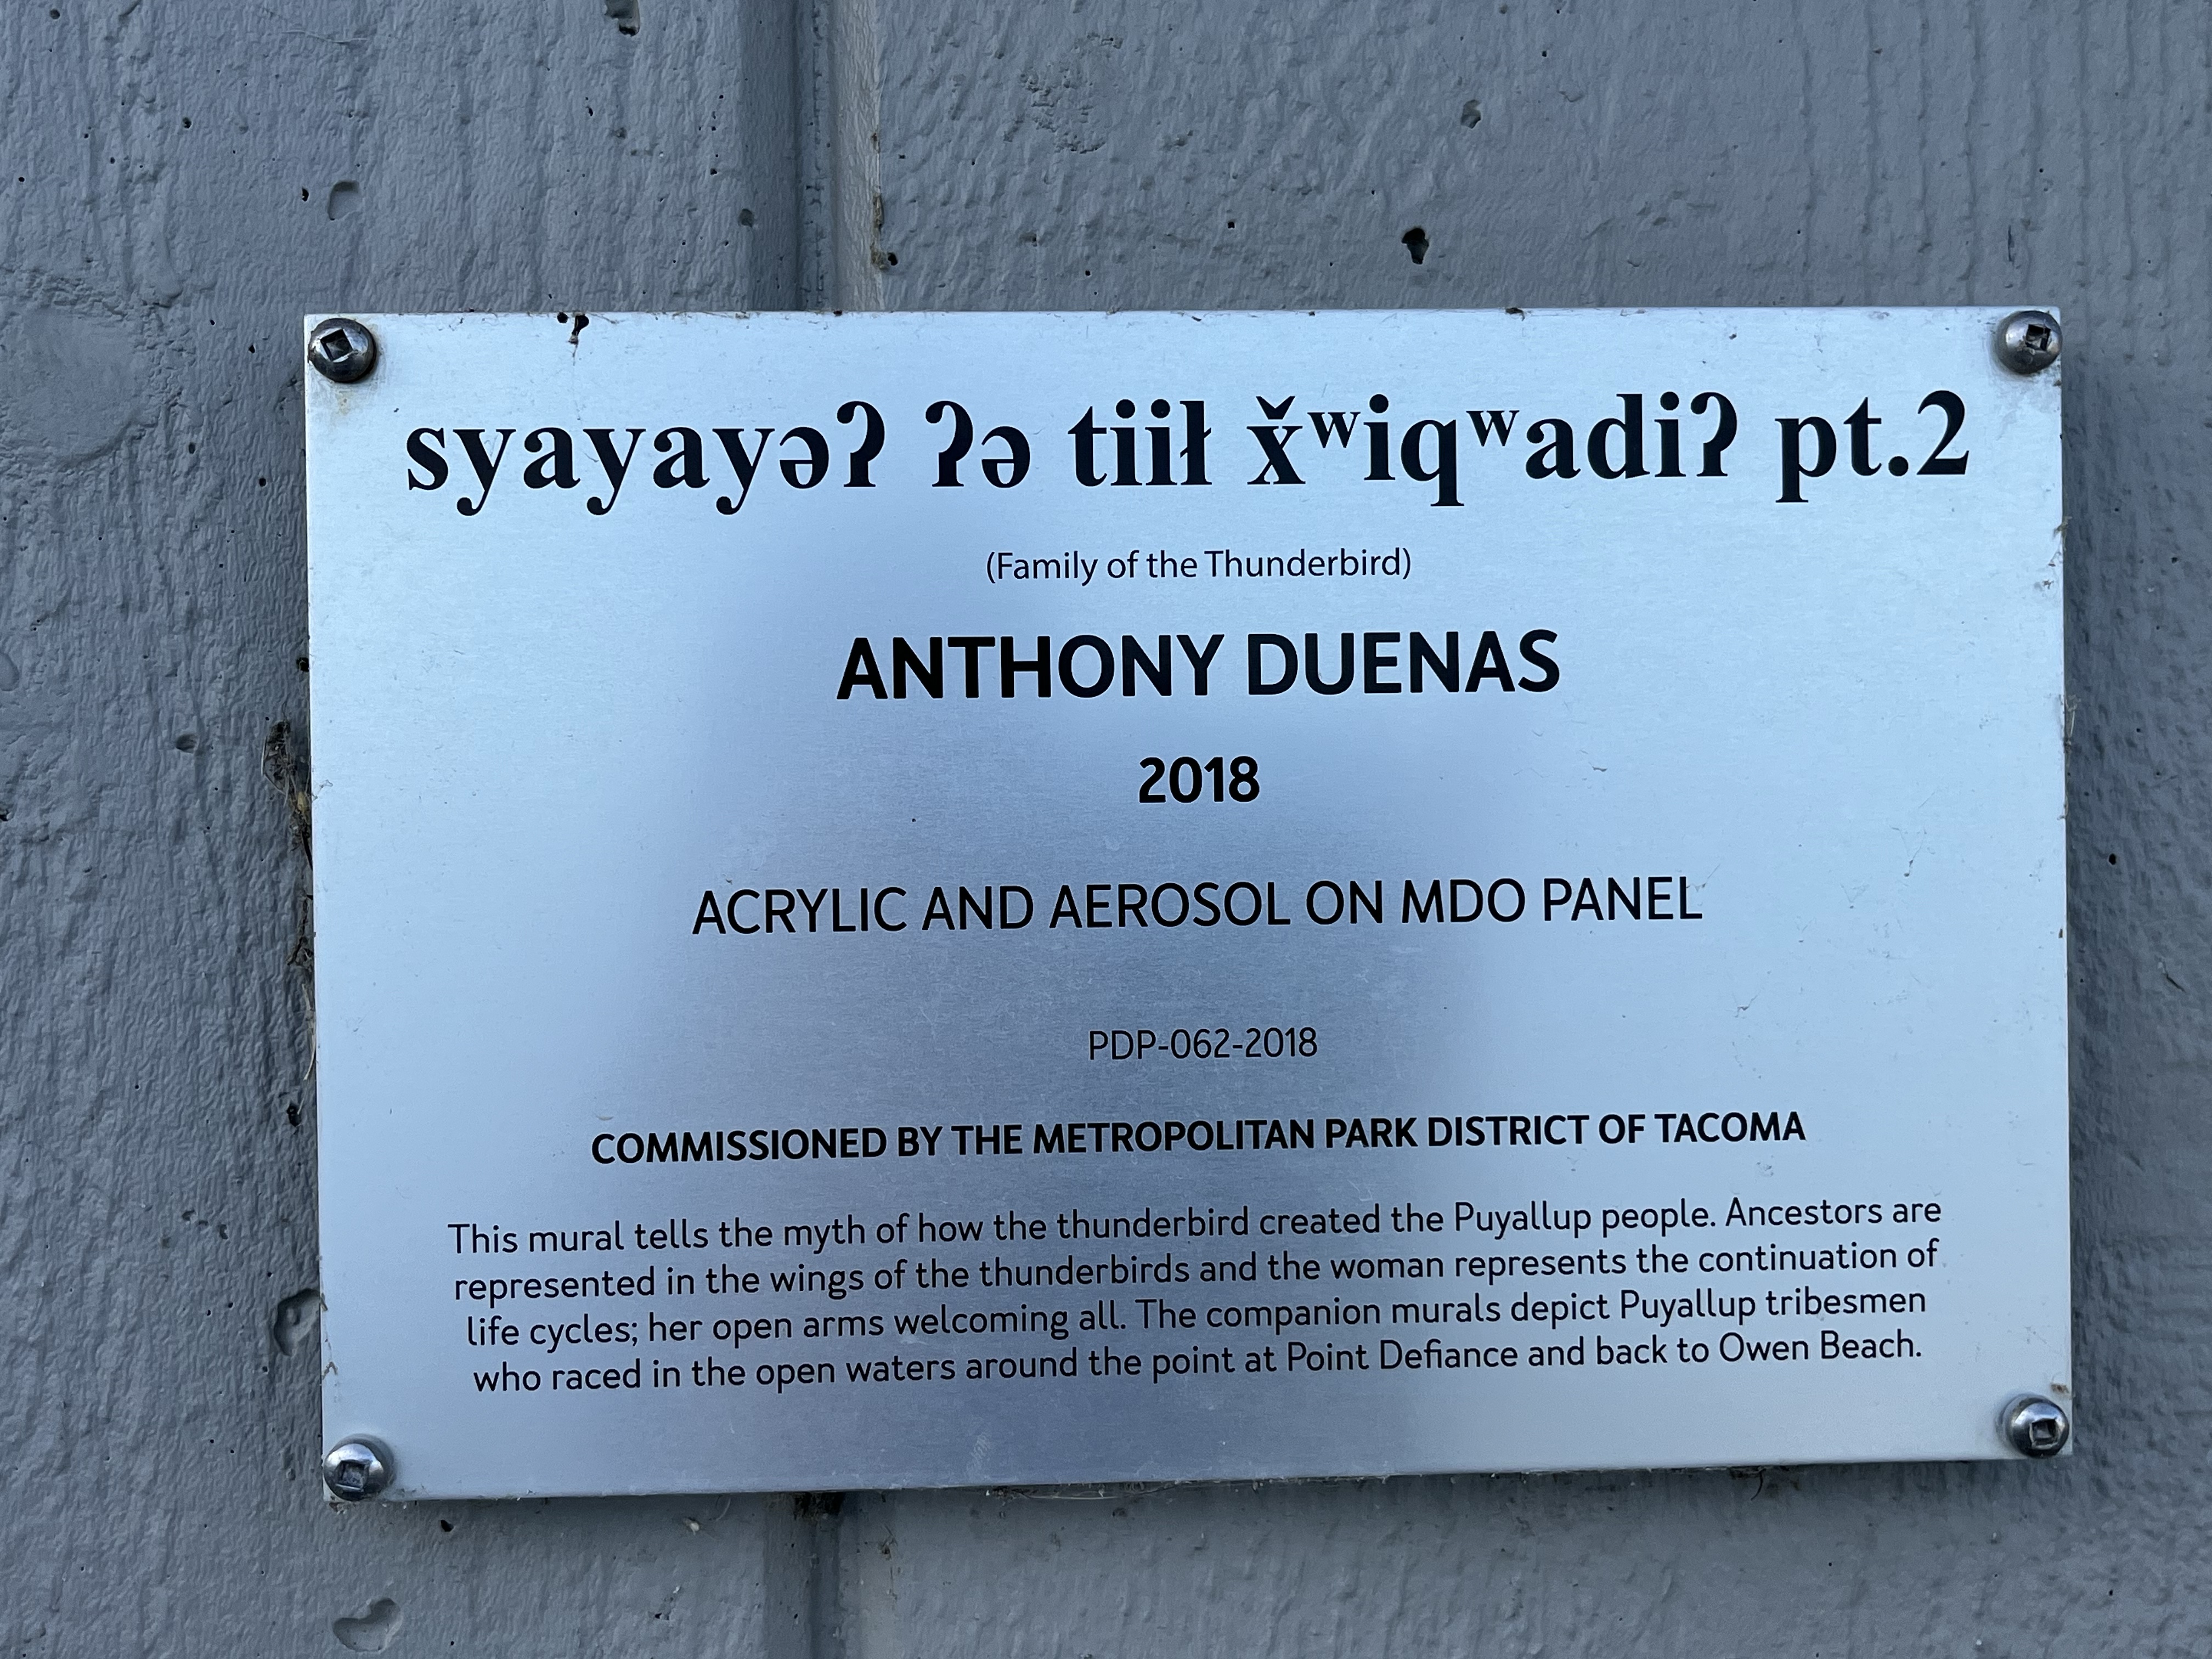 syayayəʔ ʔə tiił x̌ʷiqʷadiʔ pt.2
(Family of the Thunderbird)
ANTHONY DUENAS
2018
ACRYLIC AND AEROSOL ON MDO PANEL
PDP-062-2018
COMMISSIONED BY THE METROPOLITAN PARK DISTRICT OF TACOMA
This mural tells the myth of how the thunderbird created the Puyallup people. Ancestors are
represented in the wings of the thunderbirds and the woman represents the continuation of
life cycles; her open arms welcoming all. The companion murals depict Puyallup tribesmen
who raced in the open waters around the point at Point Defiance and back to Owen Beach.